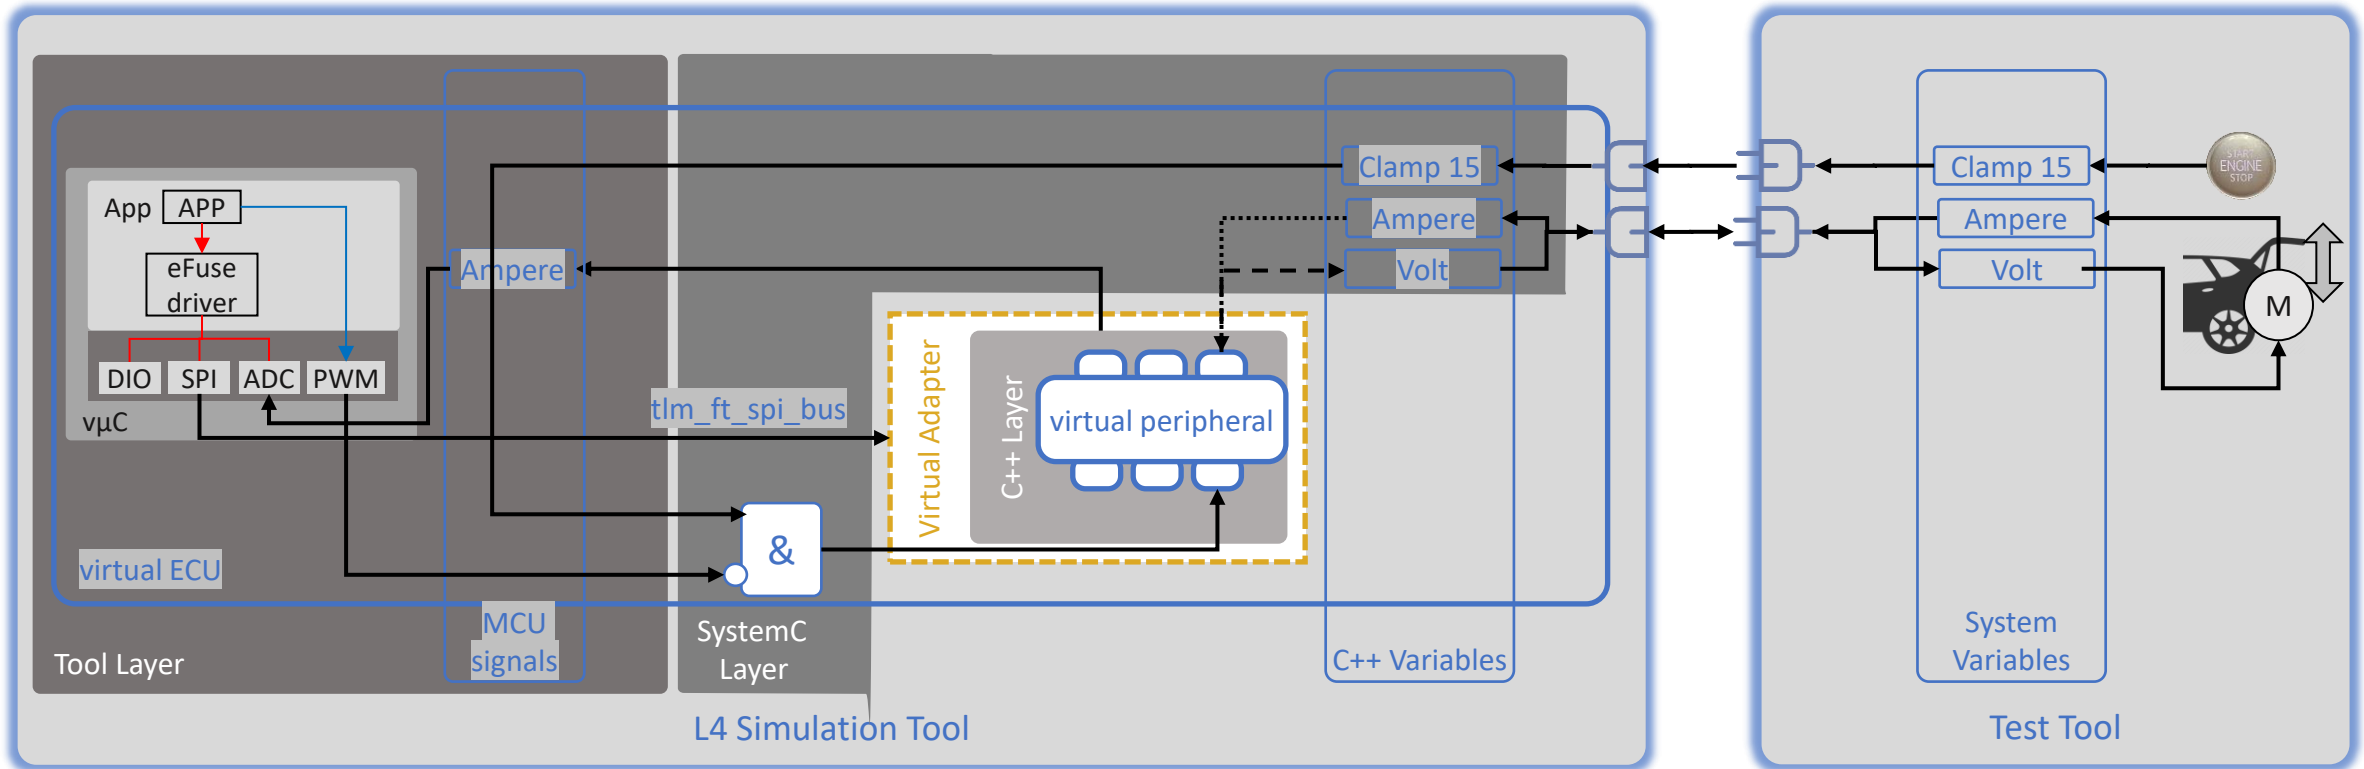 App
APP
eFuse
driver
DIO
SPI
ADC
PWM
vµC
virtual ECU
Tool Layer
Ampere
MCU
signals
tlm_ft_spi_bus
&
SystemC
Layer
Virtual Adapter
C++ Layer
virtual peripheral
Clamp 15
Ampere
Volt
C++ Variables
L4 Simulation Tool
Clamp 15
Ampere
Volt
System
Variables
START
ENGINE
STOP
M
Test Tool